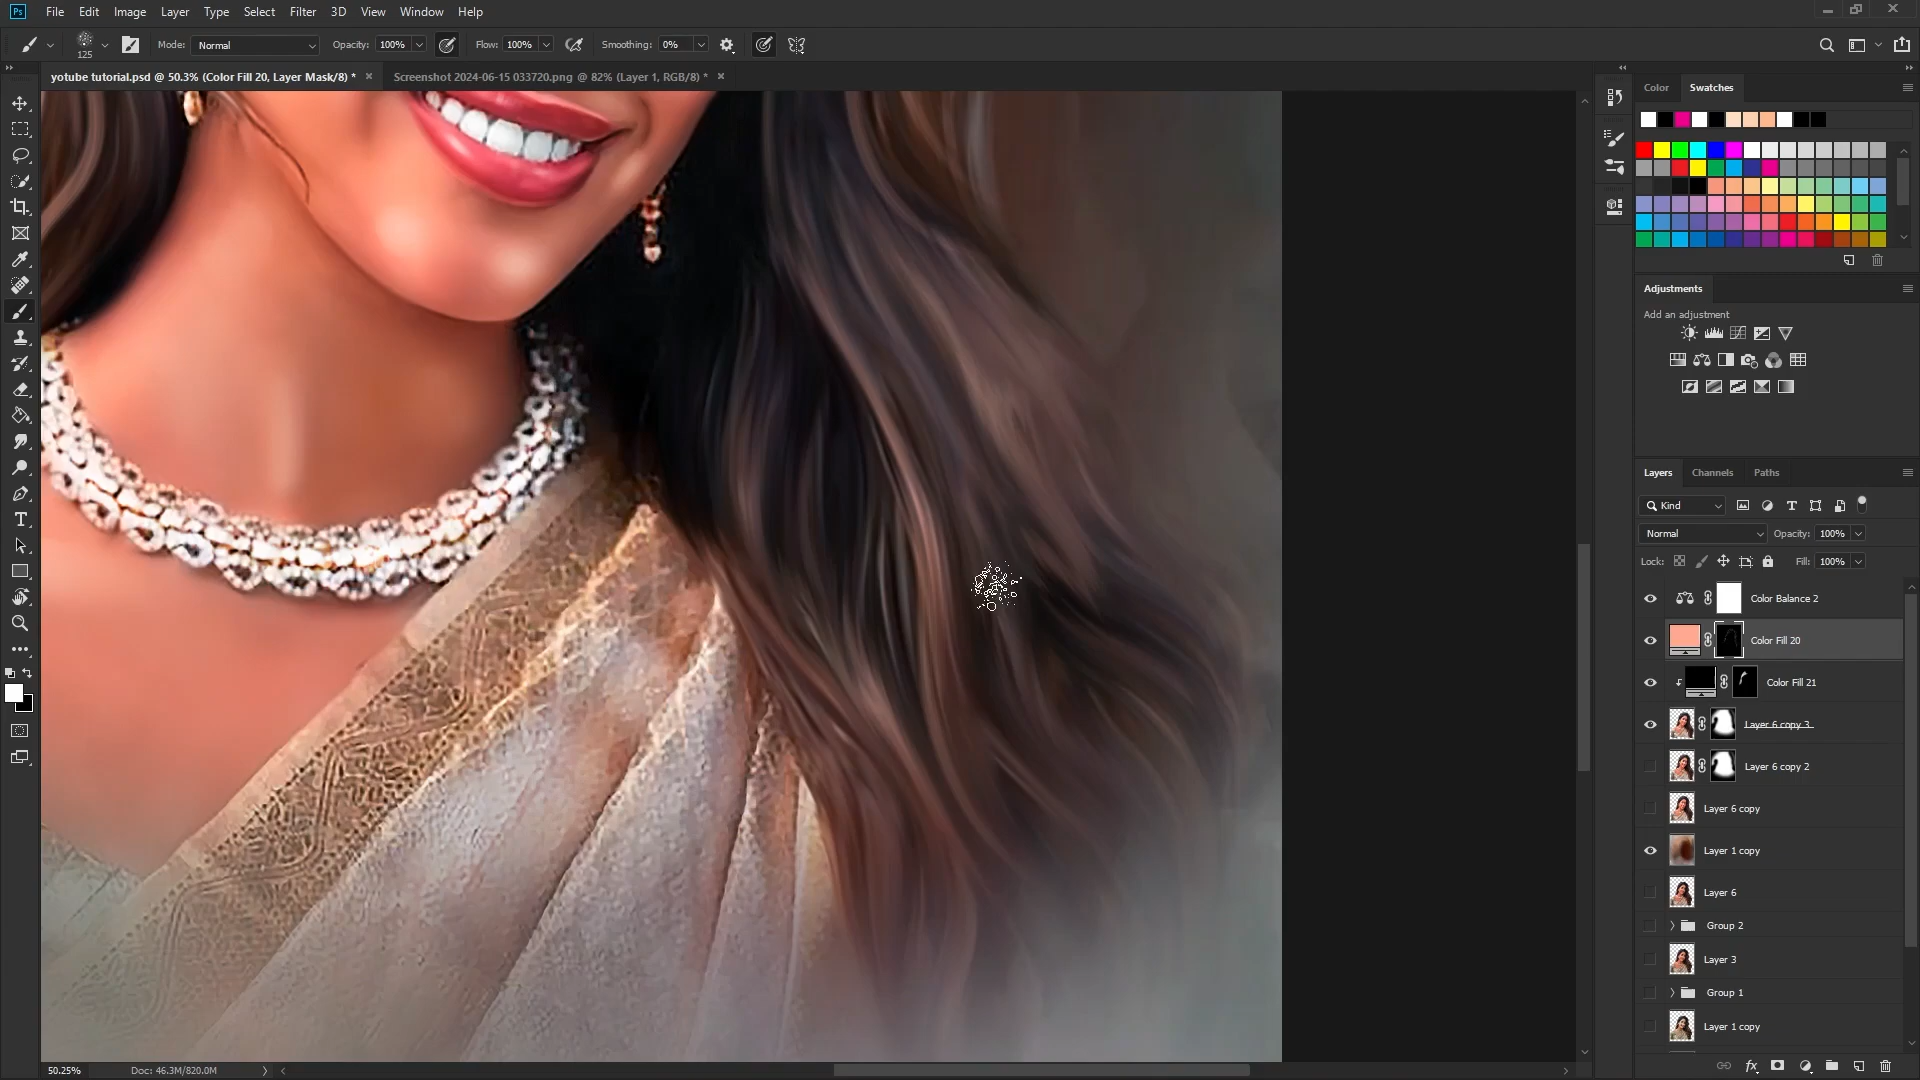 Ps File Edit Image Layer Type Select Filter 3D View Window Help
125 Mode: Normal Opacity: 100% Flow: 100% Smoothing: 0%
yotube tutorial.psd @ 50.3% (Color Fill 20, Layer Mask/8) * Screenshot 2024-06-15 033720.png @ 82% (Layer 1, RGB/8) *
Color Swatches
Adjustments
Add an adjustment
Layers Channels Paths
Kind
Normal Opacity: 100%
Lock: Fill: 100%
Color Balance 2
Color Fill 20
Color Fill 21
Layer 6 copy 3
Layer 6 copy 2
Layer 6 copy
Layer 1 copy
Layer 6
Group 2
Layer 3
Group 1
Layer 1 copy
50.25% Doc: 46.3M/820.0M